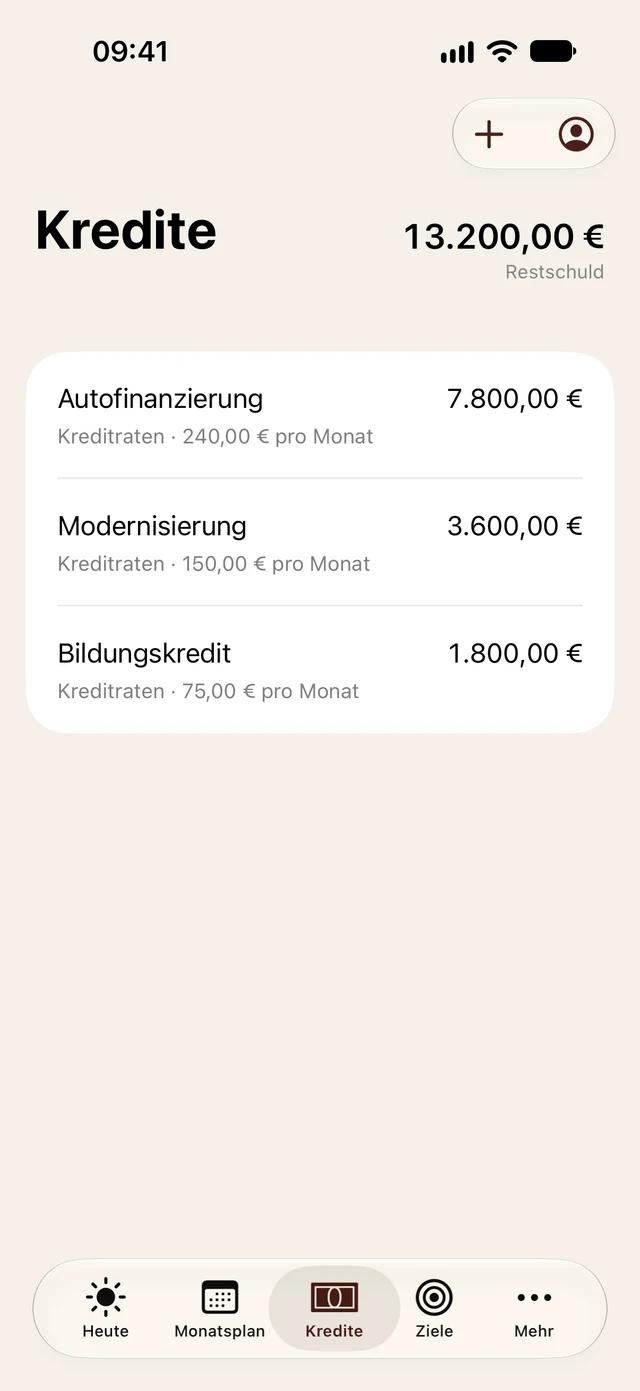 09:41
Kredite
13.200,00 €
Restschuld
Autofinanzierung 7.800,00 €
Kreditraten · 240,00 € pro Monat
Modernisierung 3.600,00 €
Kreditraten · 150,00 € pro Monat
Bildungskredit 1.800,00 €
Kreditraten · 75,00 € pro Monat
Heute Monatsplan Kredite Ziele Mehr